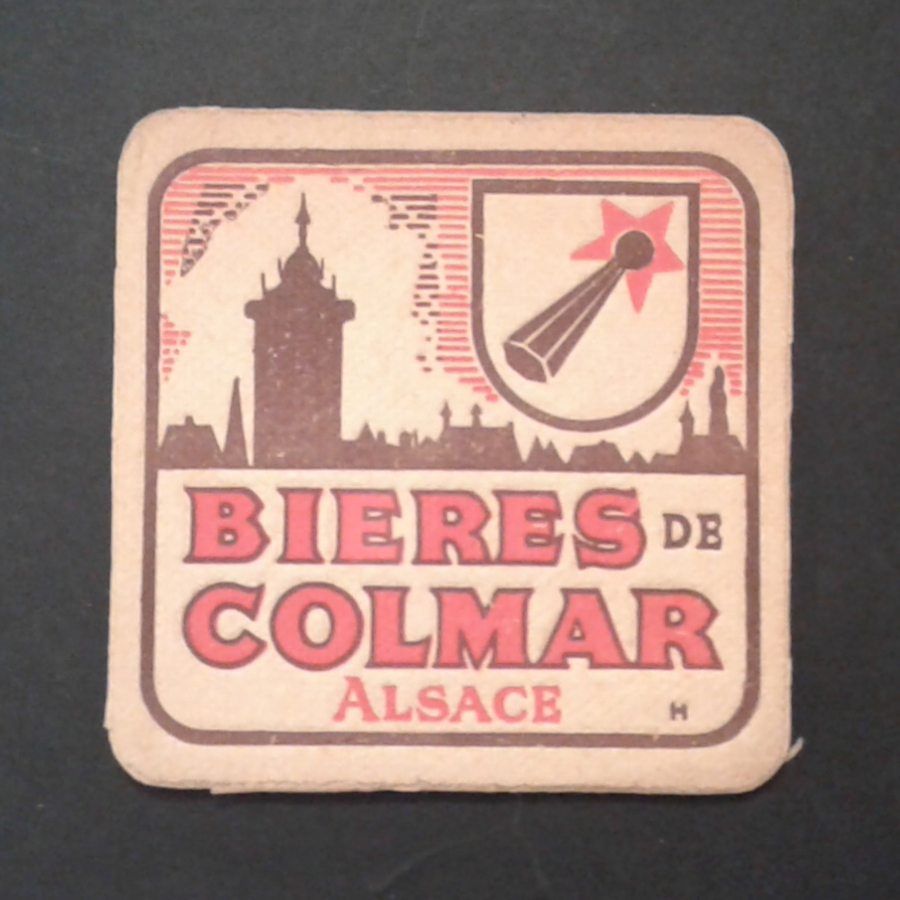 BIERES DE
COLMAR
ALSACE
H